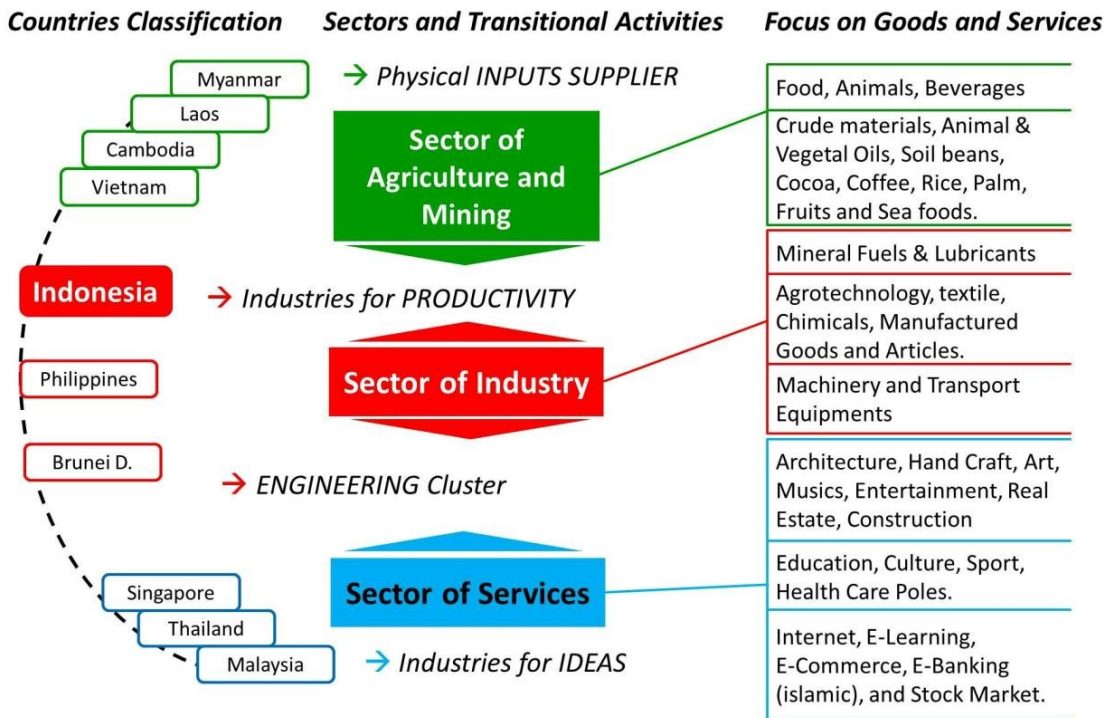 Countries Classification
Sectors and Transitional Activities
Focus on Goods and Services
Myanmar
Laos
Cambodia
Vietnam
Indonesia
Philippines
Brunei D.
Singapore
Thailand
Malaysia
→ Physical INPUTS SUPPLIER
Sector of
Agriculture and
Mining
→ Industries for PRODUCTIVITY
Sector of Industry
→ ENGINEERING Cluster
Sector of Services
→ Industries for IDEAS
Food, Animals, Beverages
Crude materials, Animal &
Vegetal Oils, Soil beans,
Cocoa, Coffee, Rice, Palm,
Fruits and Sea foods.
Mineral Fuels & Lubricants
Agrotechnology, textile,
Chimicals, Manufactured
Goods and Articles.
Machinery and Transport
Equipments
Architecture, Hand Craft, Art,
Musics, Entertainment, Real
Estate, Construction
Education, Culture, Sport,
Health Care Poles.
Internet, E-Learning,
E-Commerce, E-Banking
(islamic), and Stock Market.